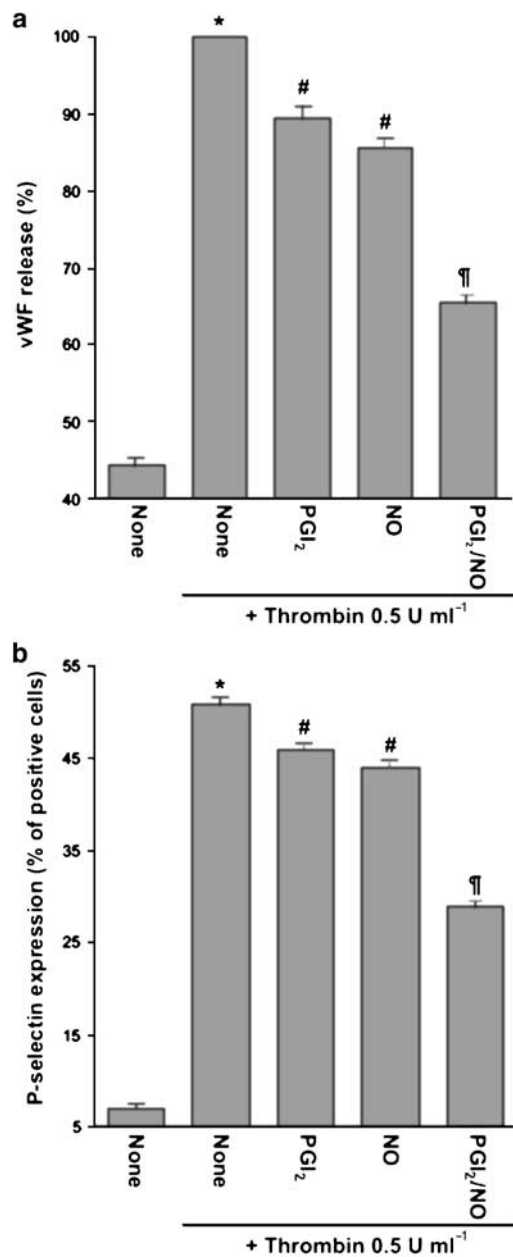 a
vWF release (%)
100
90
80
70
60
50
40
*
#
#
¶
None
None
PGI₂
NO
PGI₂/NO
+ Thrombin 0.5 U ml⁻¹
b
P-selectin expression (% of positive cells)
55
45
35
25
15
5
*
#
#
¶
None
None
PGI₂
NO
PGI₂/NO
+ Thrombin 0.5 U ml⁻¹